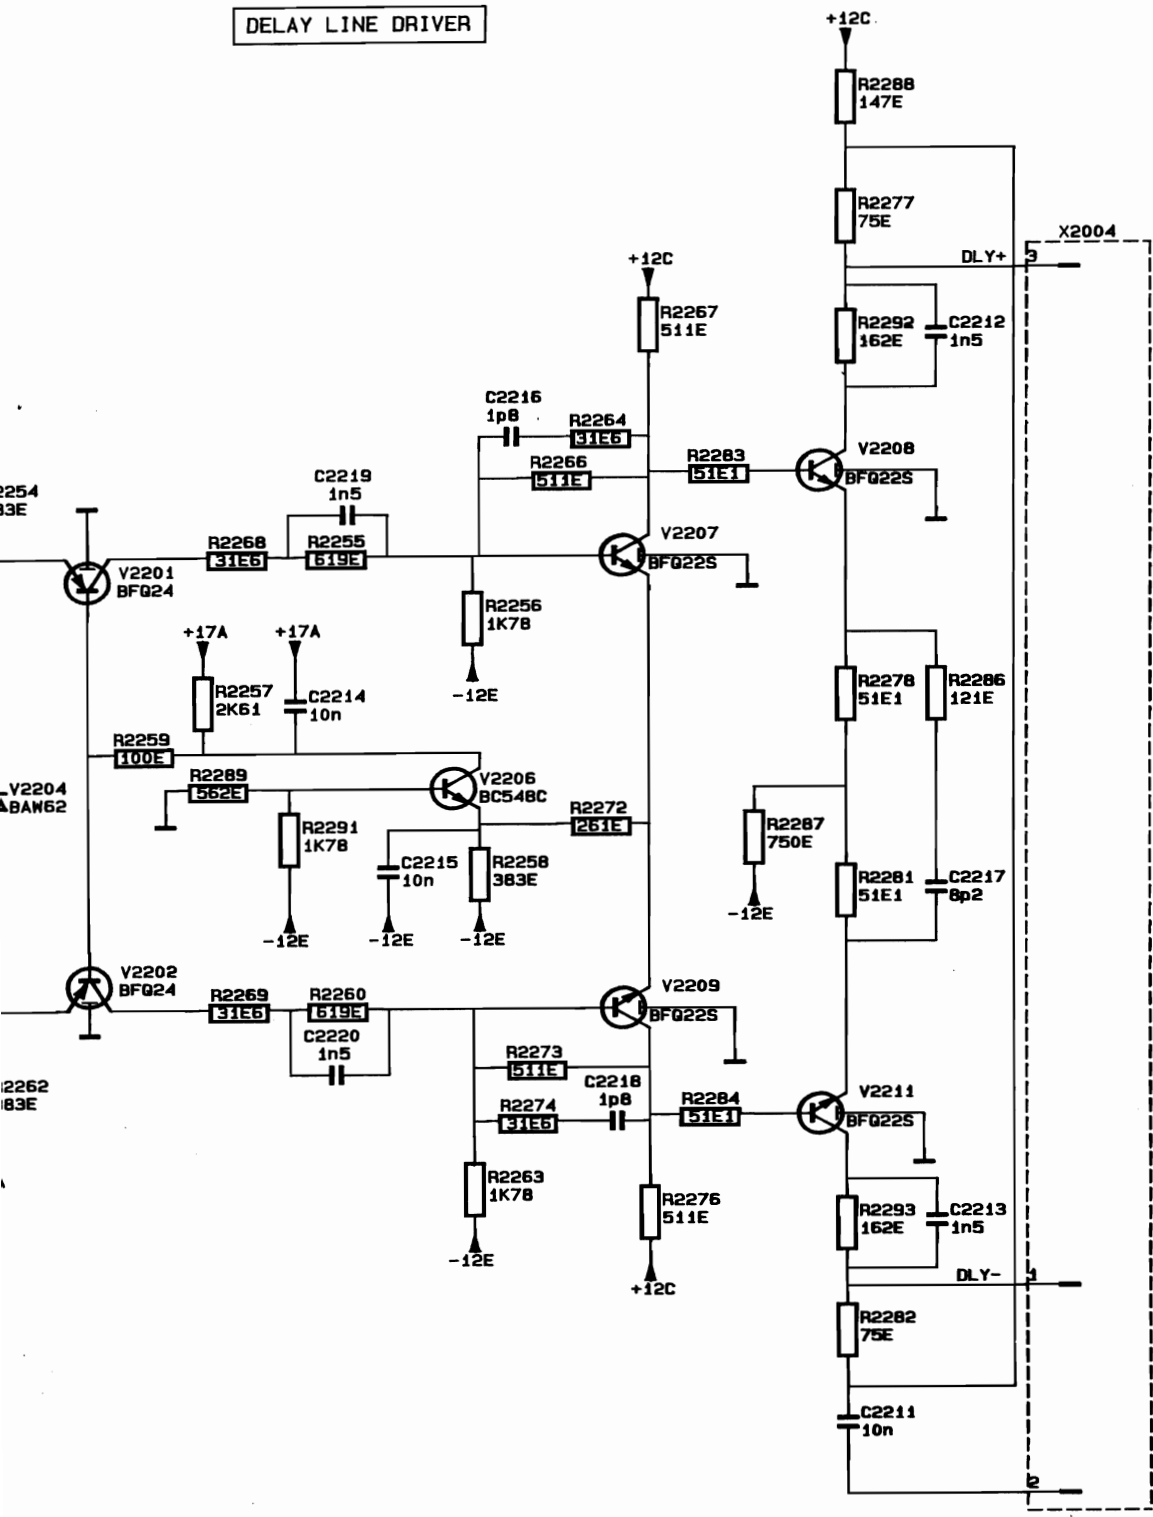 DELAY LINE DRIVER
+12C
R2288
147E
R2277
75E
X2004
DLY+
3
+12C
R2267
511E
R2292
162E
C2212
1n5
C2216
1p8
R2264
31E6
R2266
511E
R2283
51E1
V2208
BFQ22S
2254
83E
C2219
1n5
R2268
31E6
R2255
619E
V2207
BFQ22S
V2201
BFQ24
R2256
1K78
+17A
+17A
-12E
R2257
2K61
C2214
10n
R2278
51E1
R2286
121E
R2259
100E
R2289
562E
V2206
BC548C
V2204
BAW62
R2272
261E
R2287
750E
R2291
1K78
C2215
10n
R2258
383E
R2281
51E1
C2217
8p2
-12E
-12E
-12E
-12E
V2202
BFQ24
R2269
31E6
R2260
619E
C2220
1n5
V2209
BFQ22S
R2273
511E
C2218
1p8
R2274
31E6
R2284
51E1
V2211
BFQ22S
2262
383E
R2263
1K78
R2276
511E
R2293
162E
C2213
1n5
-12E
+12C
DLY-
1
R2282
75E
C2211
10n
2